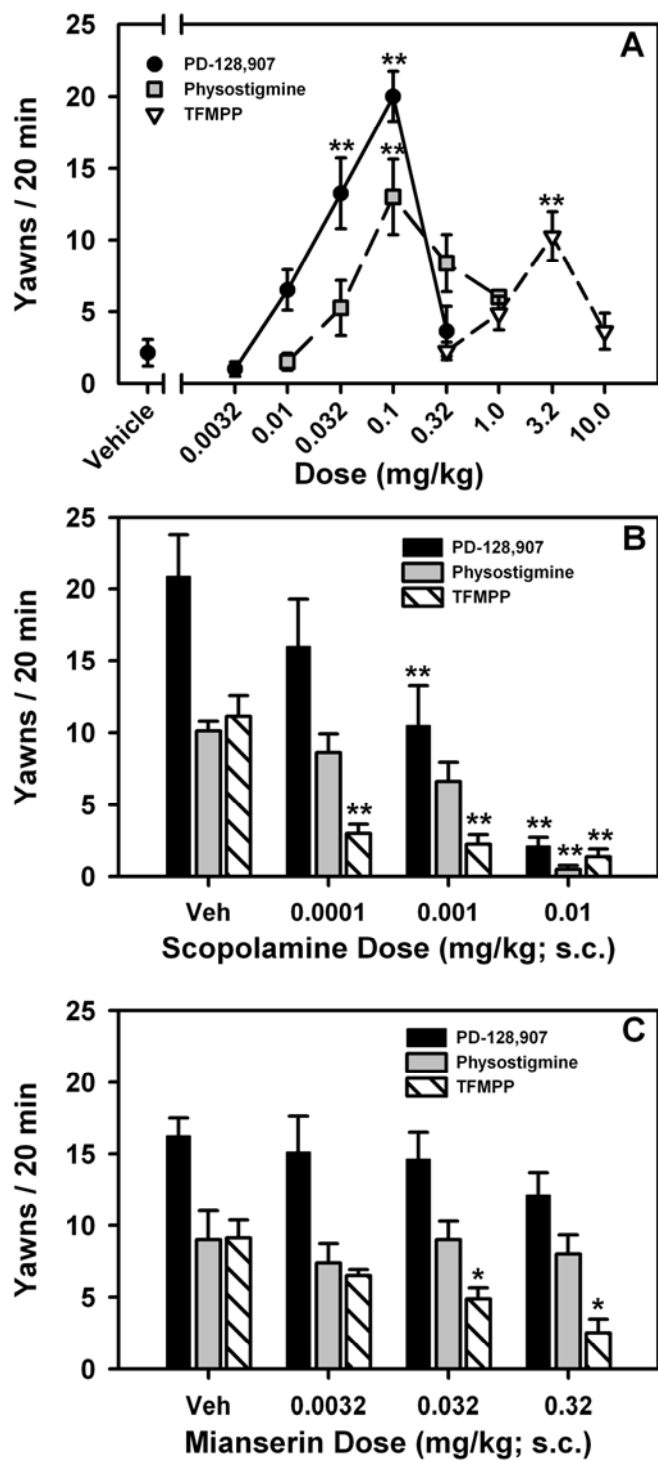 A
PD-128,907
Physostigmine
TFMPP
**
**
**
**
25
20
15
10
5
0
Yawns / 20 min
Vehicle 0.0032 0.01 0.032 0.1 0.32 1.0 3.2 10.0
Dose (mg/kg)
B
PD-128,907
Physostigmine
TFMPP
25
20
15
10
5
0
Yawns / 20 min
**
**
**
** ** **
Veh 0.0001 0.001 0.01
Scopolamine Dose (mg/kg; s.c.)
C
PD-128,907
Physostigmine
TFMPP
25
20
15
10
5
0
Yawns / 20 min
*
*
Veh 0.0032 0.032 0.32
Mianserin Dose (mg/kg; s.c.)